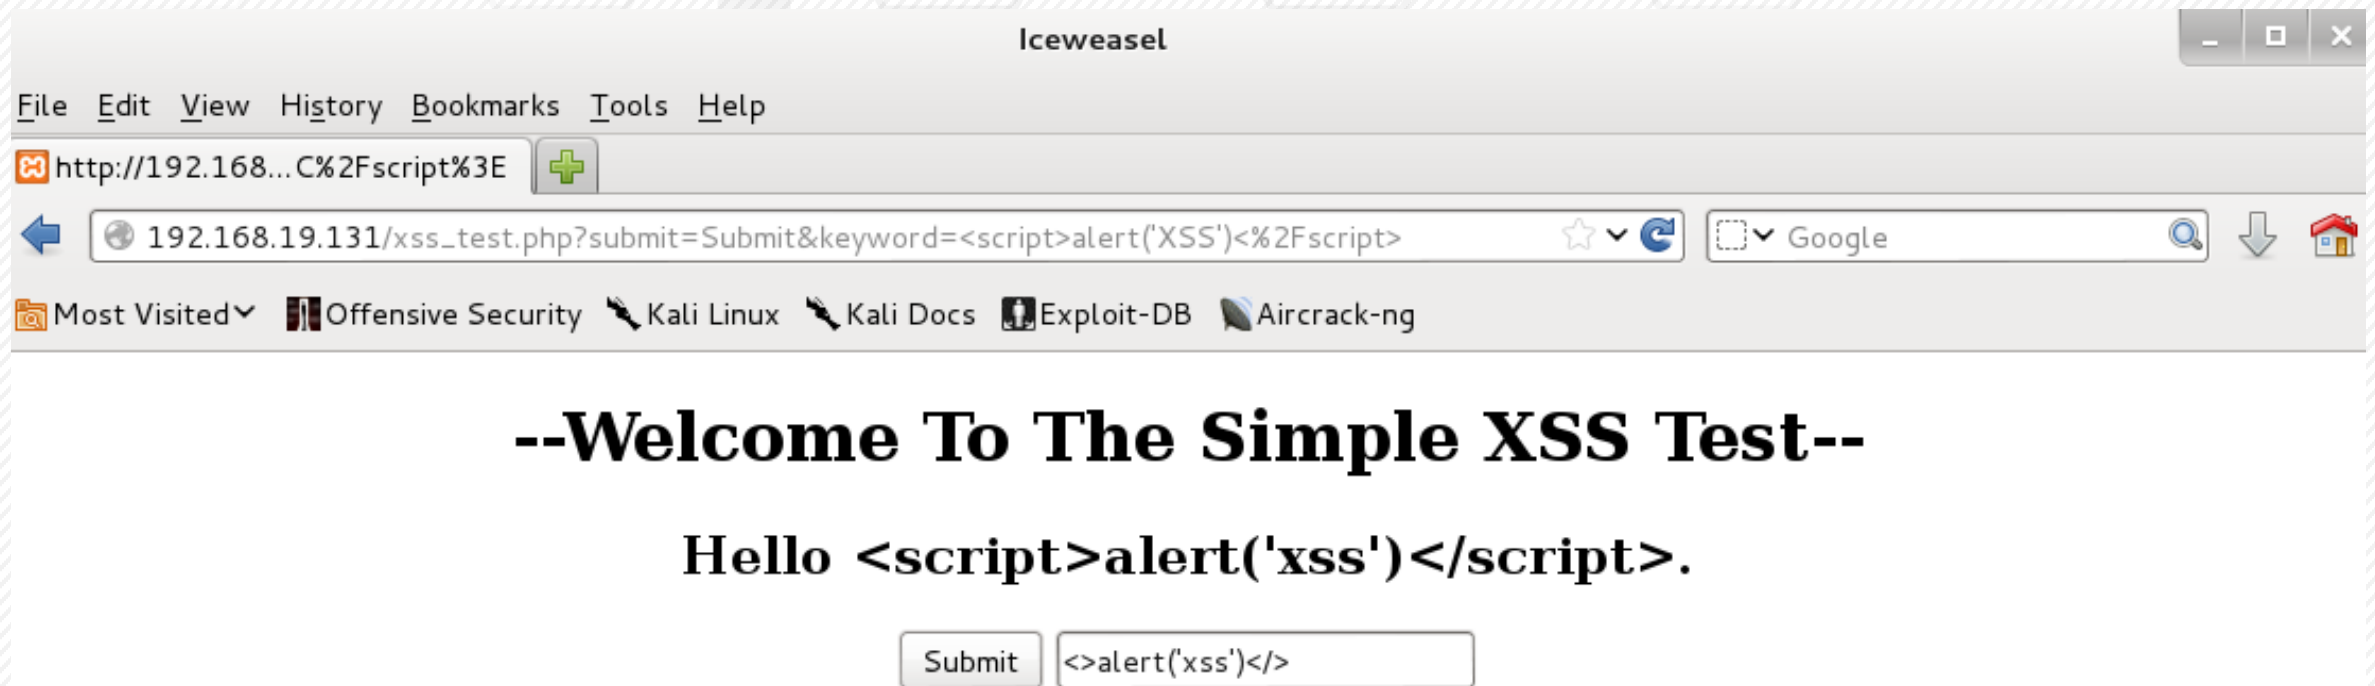 Iceweasel
File Edit View History Bookmarks Tools Help
http://192.168...C%2Fscript%3E
192.168.19.131/xss_test.php?submit=Submit&keyword=<script>alert('XSS')<%2Fscript> Google
Most Visited Offensive Security Kali Linux Kali Docs Exploit-DB Aircrack-ng
--Welcome To The Simple XSS Test--
Hello <script>alert('xss')</script>.
Submit <>alert('xss')</>